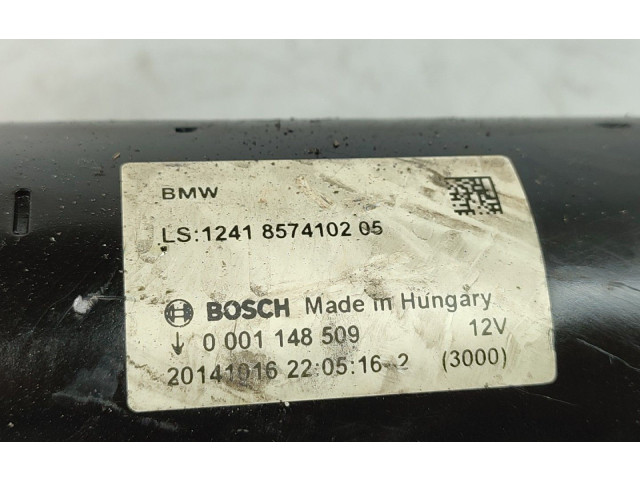 BMW
LS:1241 8574102 05
BOSCH Made in Hungary
↓ 0 001 148 509 12V
20141016 22:05:16-2 (3000)